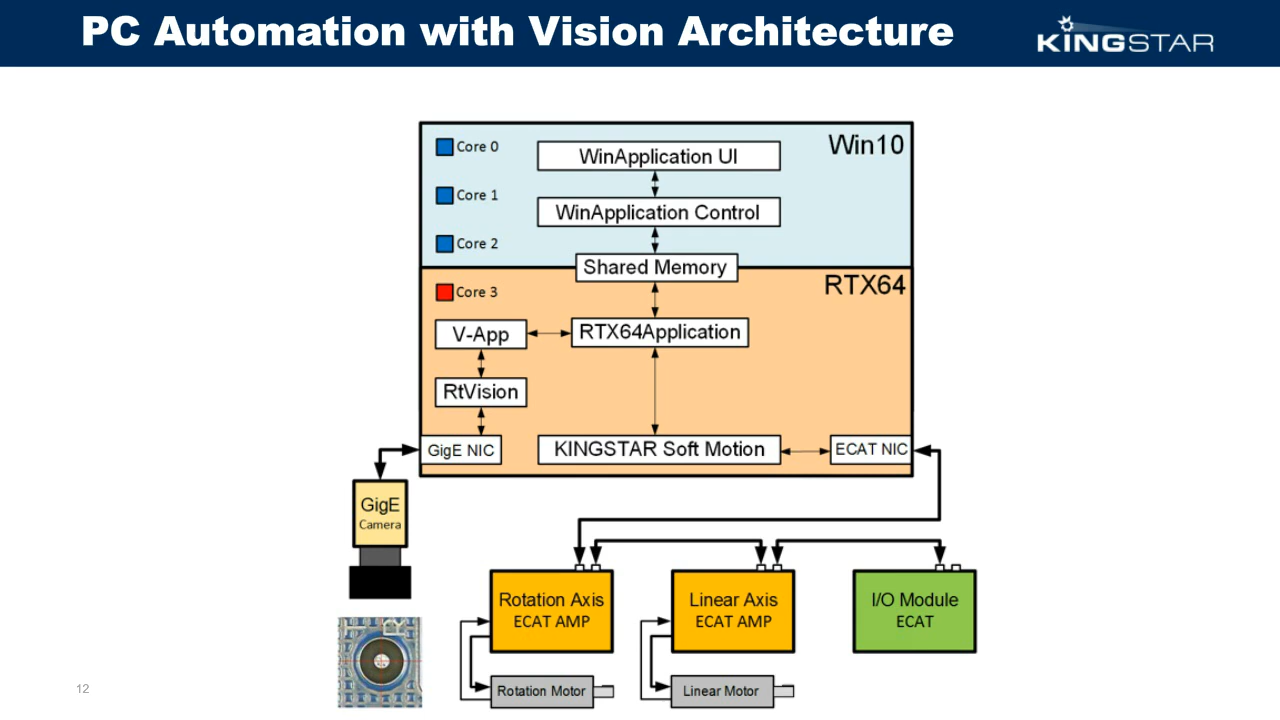 PC Automation with Vision Architecture
KINGSTAR
Core 0
WinApplication UI
Win10
Core 1
WinApplication Control
Core 2
Shared Memory
RTX64
Core 3
V-App
RTX64Application
RtVision
GigE NIC
KINGSTAR Soft Motion
ECAT NIC
GigE
Camera
Rotation Axis
ECAT AMP
Linear Axis
ECAT AMP
I/O Module
ECAT
Rotation Motor
Linear Motor
12